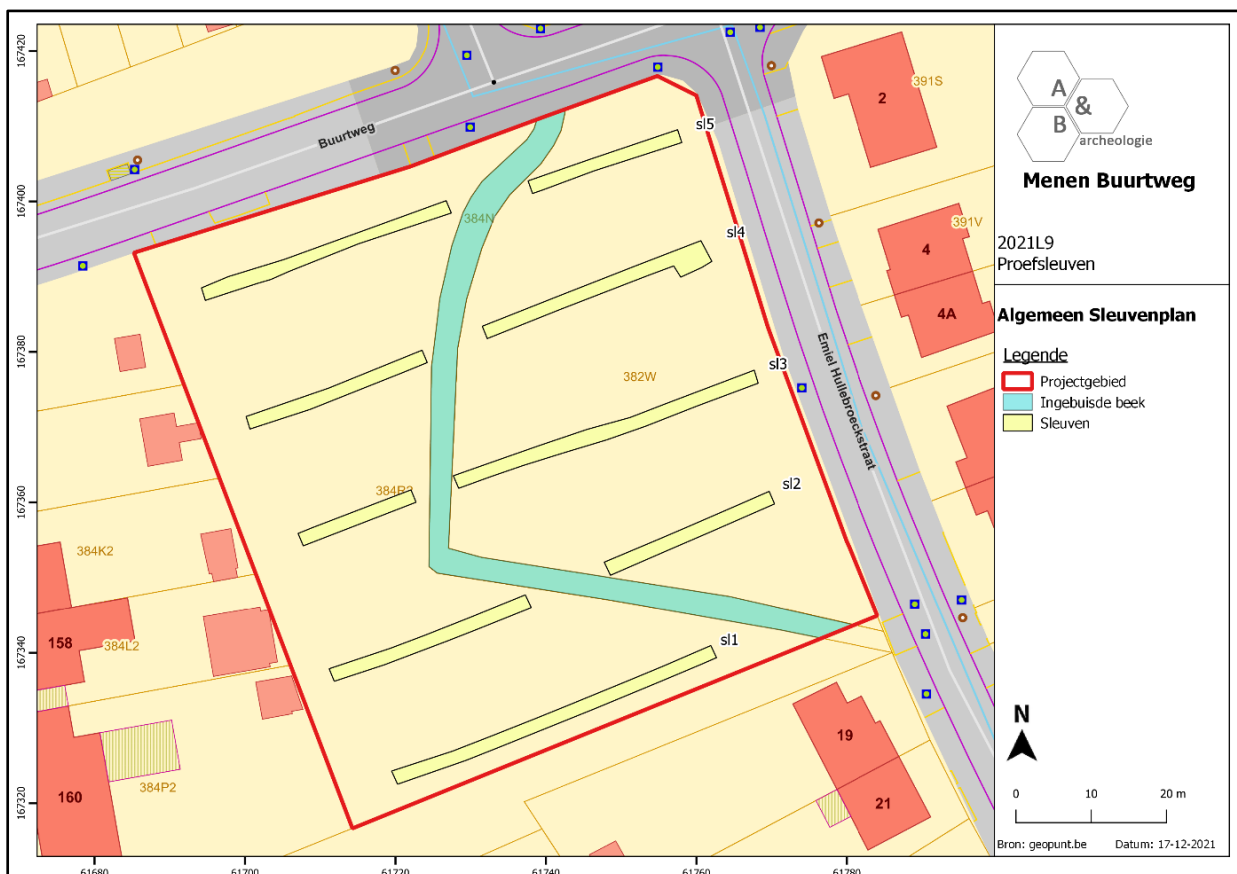 167420
167400
167380
167360
167340
167320
61680
61700
61720
61740
61760
61780
Buurtweg
Emiel Hullebroeckstraat
sl5
sl4
sl3
sl2
sl1
384N
382W
384K2
384L2
384P2
391S
391V
2
4
4A
158
160
19
21
A
&
B
archeologie
Menen Buurtweg
2021L9
Proefsleuven
Algemeen Sleuvenplan
Legende
Projectgebied
Ingebuisde beek
Sleuven
N
0 10 20 m
Bron: geopunt.be Datum: 17-12-2021